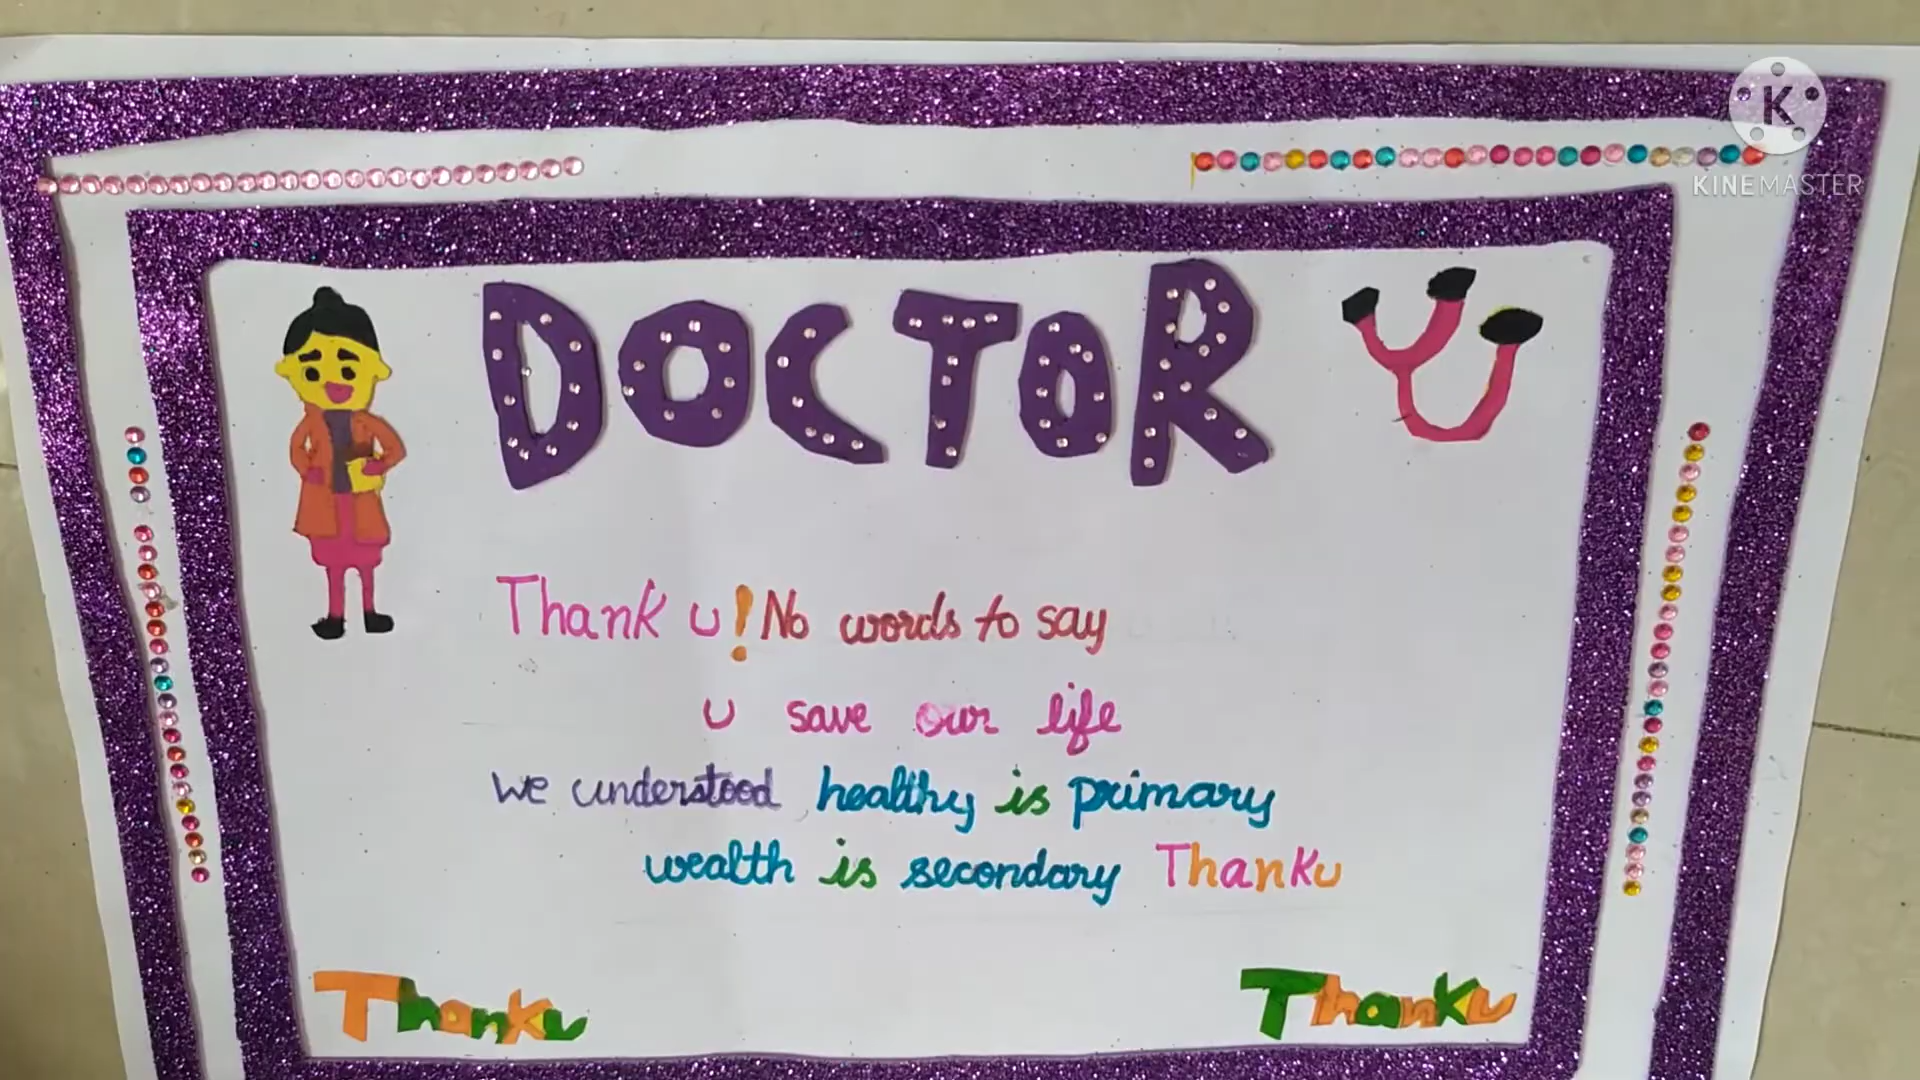 KINEMASTER
DOCTOR
Thank u! No words to say
u save our life
We understood healthy is primary
wealth is secondary Thanku
Thanku
Thanku